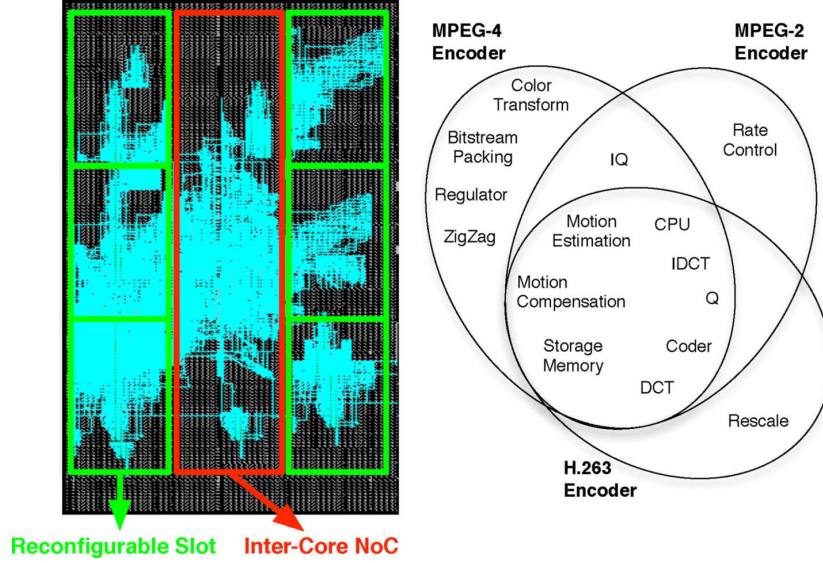 MPEG-4
Encoder
MPEG-2
Encoder
Color
Transform
Bitstream
Packing
IQ
Rate
Control
Regulator
ZigZag
Motion
Estimation
CPU
IDCT
Motion
Compensation
Q
Storage
Memory
Coder
DCT
Rescale
H.263
Encoder
Reconfigurable Slot
Inter-Core NoC